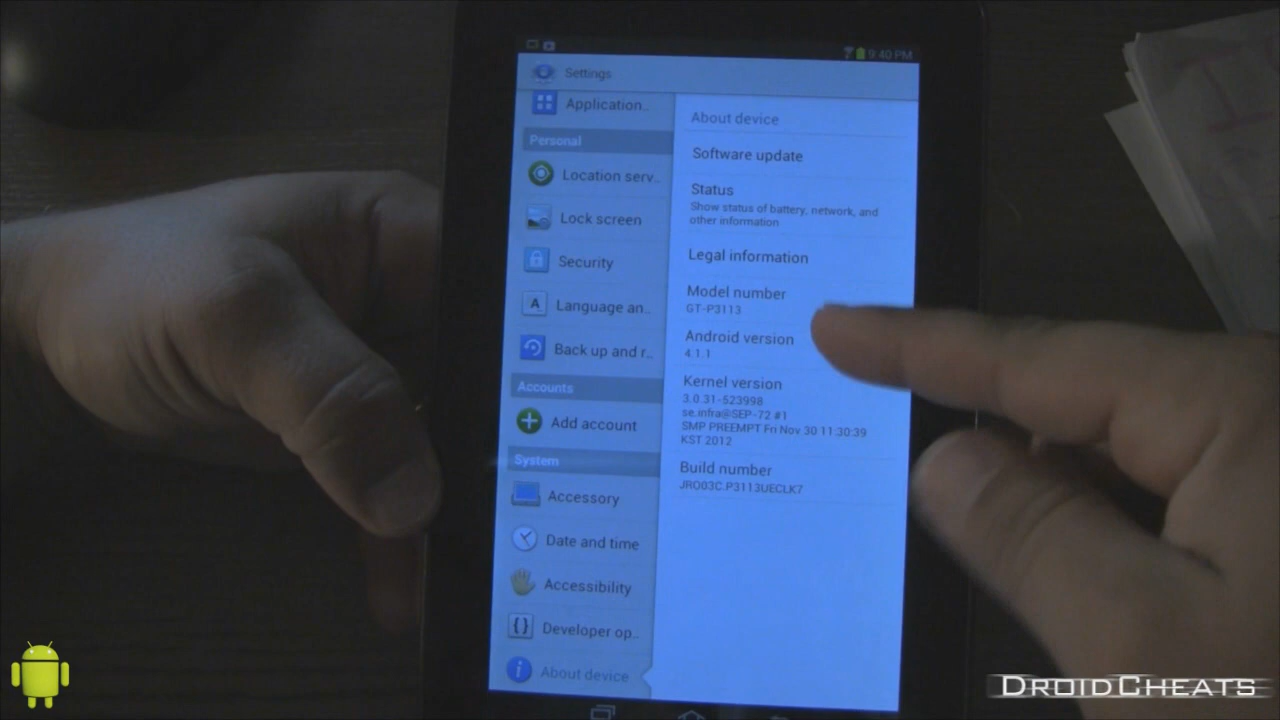 9:40 PM
Settings
Application..
Personal
Location serv..
Lock screen
Security
Language an..
Back up and r..
Accounts
Add account
System
Accessory
Date and time
Accessibility
Developer op..
About device
About device
Software update
Status
Show status of battery, network, and
other information
Legal information
Model number
GT-P3113
Android version
4.1.1
Kernel version
3.0.31-523998
se.infra@SEP-72 #1
SMP PREEMPT Fri Nov 30 11:30:39
KST 2012
Build number
JRO03C.P3113UECLK7
DROIDCHEATS